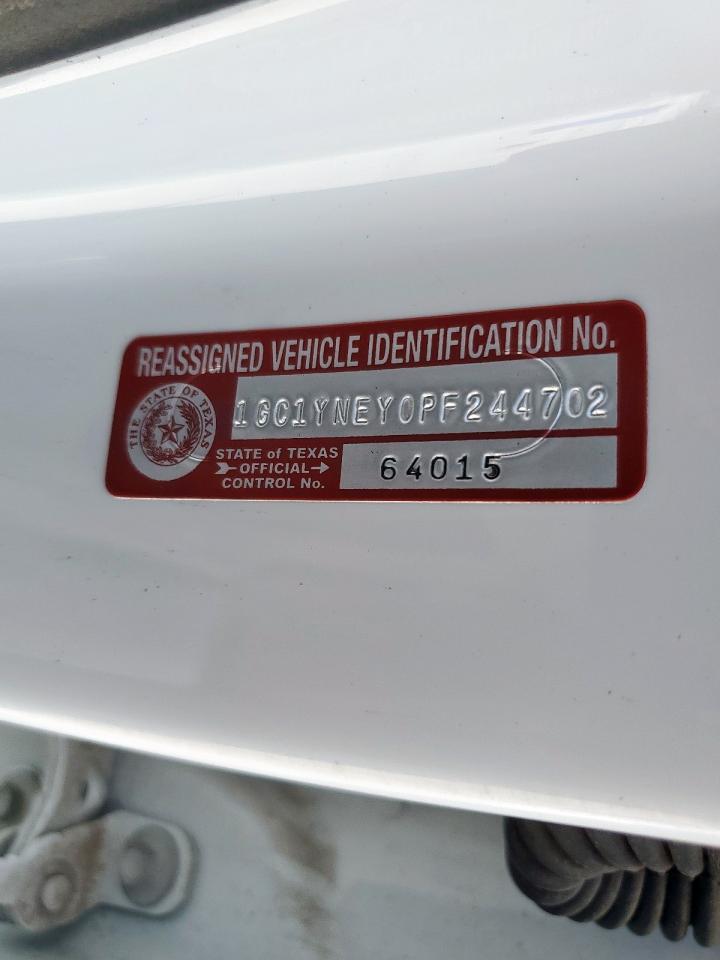 REASSIGNED VEHICLE IDENTIFICATION No.
THE STATE OF TEXAS
1GC1YNEY0PF244702
STATE of TEXAS
OFFICIAL
CONTROL No.
64015